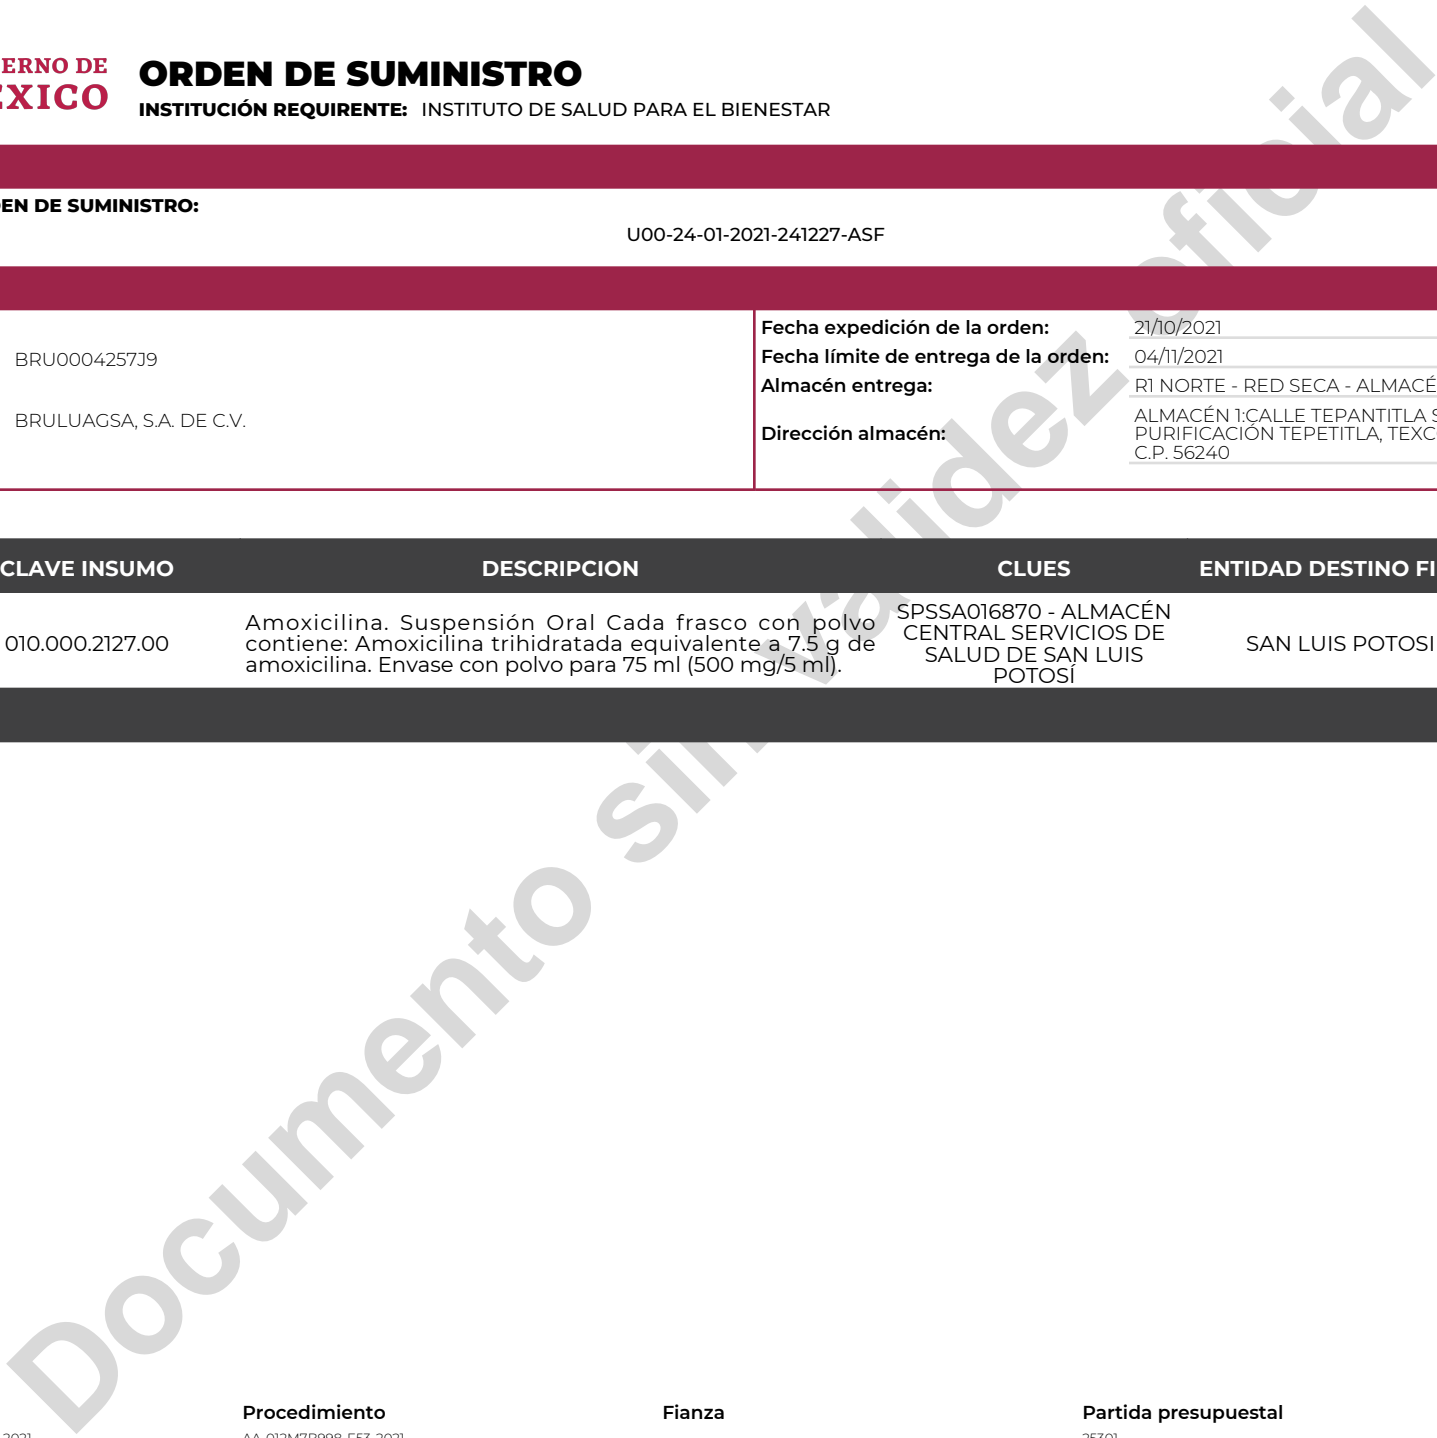 ERNO DE
EXICO
ORDEN DE SUMINISTRO
INSTITUCIÓN REQUIRENTE: INSTITUTO DE SALUD PARA EL BIENESTAR
EN DE SUMINISTRO:
U00-24-01-2021-241227-ASF
BRU0004257J9
BRULUAGSA, S.A. DE C.V.
Fecha expedición de la orden: 21/10/2021
Fecha límite de entrega de la orden: 04/11/2021
Almacén entrega: R1 NORTE - RED SECA - ALMACÉ
Dirección almacén: ALMACÉN 1:CALLE TEPANTITLA S
PURIFICACIÓN TEPETITLA, TEXC
C.P. 56240
CLAVE INSUMO DESCRIPCION CLUES ENTIDAD DESTINO FI
010.000.2127.00
Amoxicilina. Suspensión Oral Cada frasco con polvo
contiene: Amoxicilina trihidratada equivalente a 7.5 g de
amoxicilina. Envase con polvo para 75 ml (500 mg/5 ml).
SPSSA016870 - ALMACÉN
CENTRAL SERVICIOS DE
SALUD DE SAN LUIS
POTOSÍ
SAN LUIS POTOSI
Documento sin validez oficial
Procedimiento Fianza Partida presupuestal